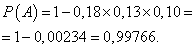 P(A) = 1 − 0,18 × 0,13 × 0,10 =
= 1 − 0,00234 = 0,99766.